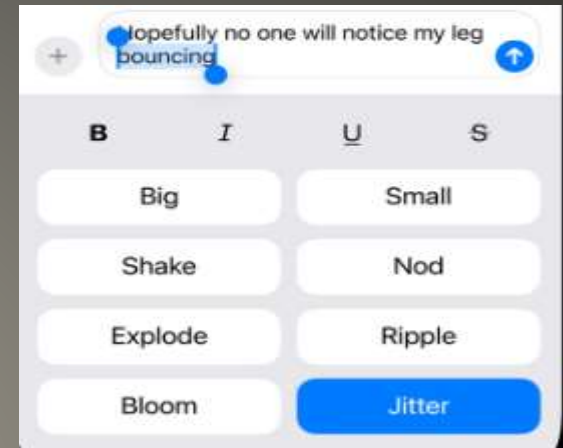 Hopefully no one will notice my leg
bouncing
B I U S
Big Small
Shake Nod
Explode Ripple
Bloom Jitter